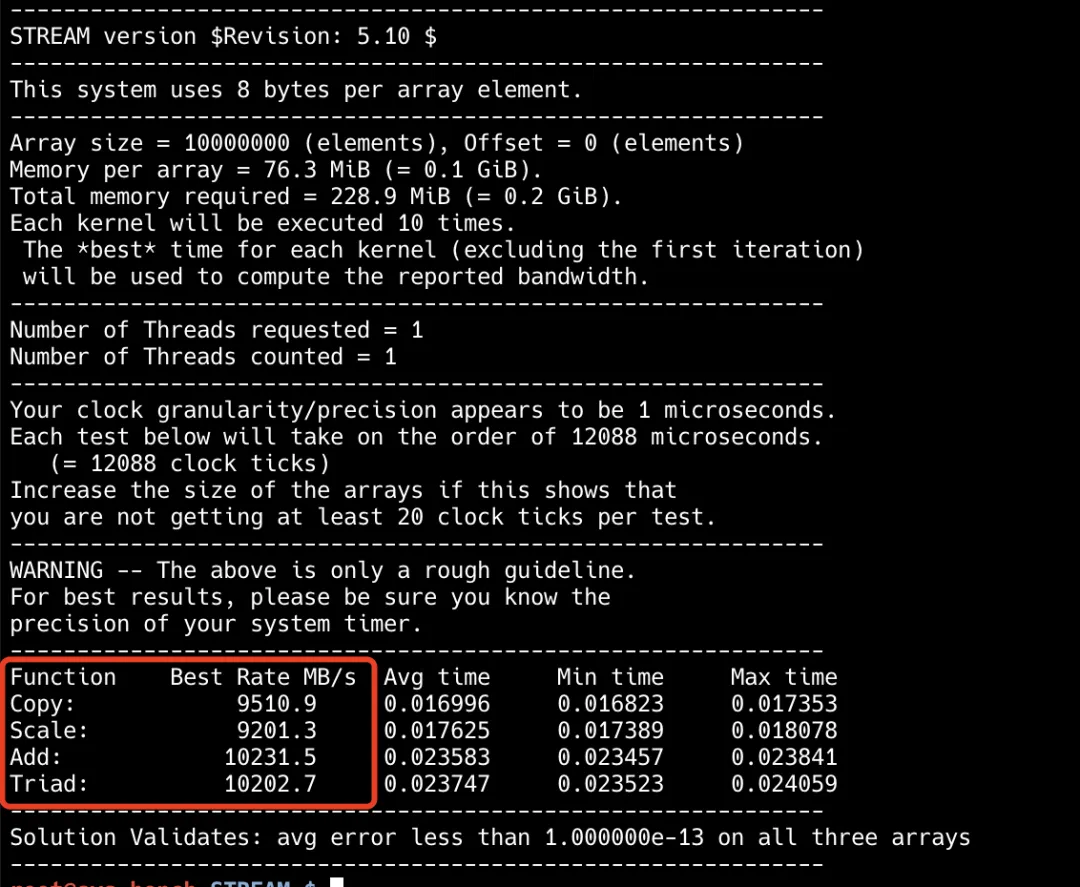 -------------------------------------------------------------
STREAM version $Revision: 5.10 $
-------------------------------------------------------------
This system uses 8 bytes per array element.
-------------------------------------------------------------
Array size = 10000000 (elements), Offset = 0 (elements)
Memory per array = 76.3 MiB (= 0.1 GiB).
Total memory required = 228.9 MiB (= 0.2 GiB).
Each kernel will be executed 10 times.
 The *best* time for each kernel (excluding the first iteration)
 will be used to compute the reported bandwidth.
-------------------------------------------------------------
Number of Threads requested = 1
Number of Threads counted = 1
-------------------------------------------------------------
Your clock granularity/precision appears to be 1 microseconds.
Each test below will take on the order of 12088 microseconds.
   (= 12088 clock ticks)
Increase the size of the arrays if this shows that
you are not getting at least 20 clock ticks per test.
-------------------------------------------------------------
WARNING -- The above is only a rough guideline.
For best results, please be sure you know the
precision of your system timer.
-------------------------------------------------------------
Function    Best Rate MB/s  Avg time     Min time     Max time
Copy:            9510.9     0.016996     0.016823     0.017353
Scale:           9201.3     0.017625     0.017389     0.018078
Add:            10231.5     0.023583     0.023457     0.023841
Triad:          10202.7     0.023747     0.023523     0.024059
-------------------------------------------------------------
Solution Validates: avg error less than 1.000000e-13 on all three arrays
-------------------------------------------------------------
STREAM $